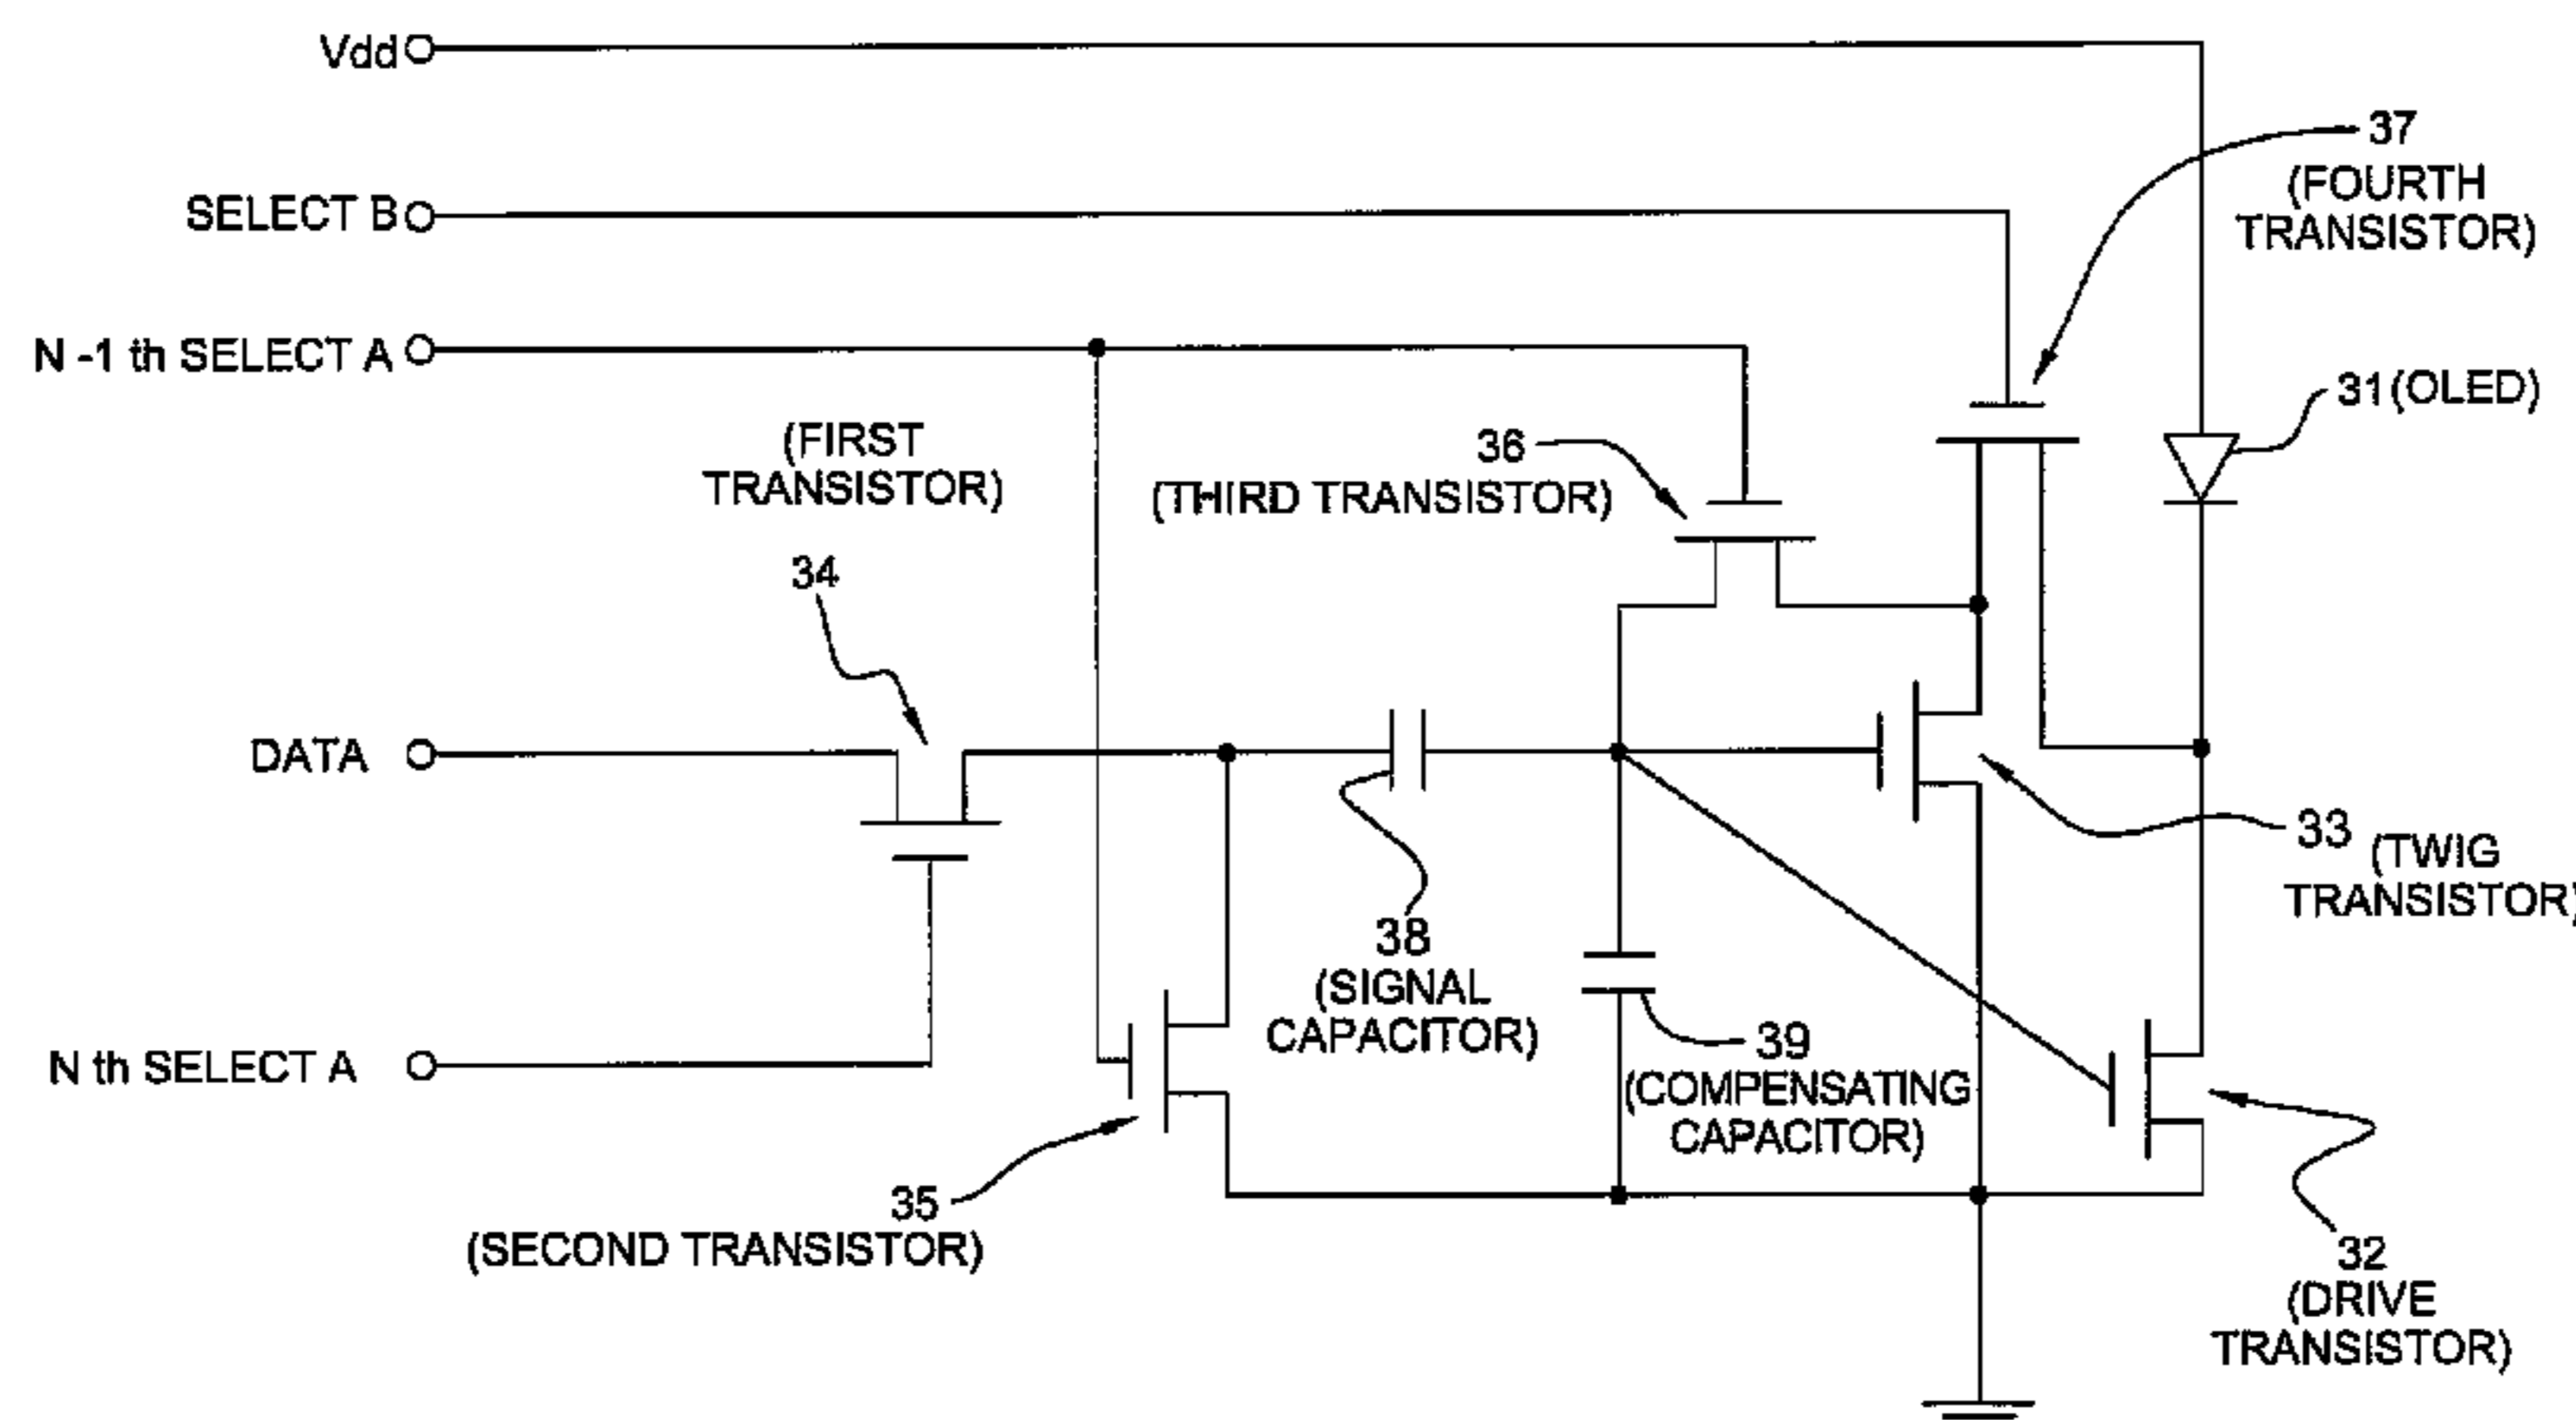 Vdd
37
(FOURTH
TRANSISTOR)
SELECT B
N -1 th SELECT A
31(OLED)
(FIRST
TRANSISTOR)
36
(THIRD TRANSISTOR)
34
DATA
33
(TWIG
TRANSISTOR)
38
(SIGNAL
CAPACITOR)
39
(COMPENSATING
CAPACITOR)
N th SELECT A
35
(SECOND TRANSISTOR)
32
(DRIVE
TRANSISTOR)